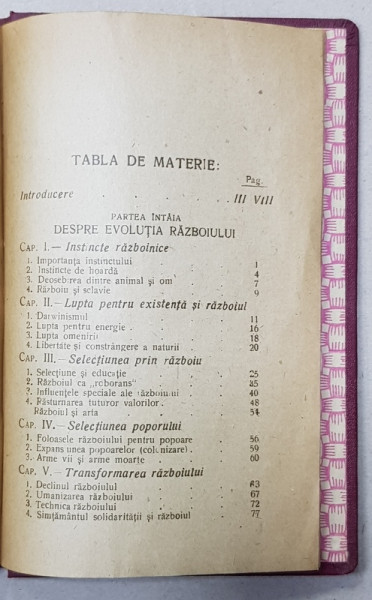 TABLA DE MATERIE:
Pag.
Introducere . . . . . III VIII
PARTEA ÎNTÂIA
DESPRE EVOLUȚIA RĂZBOIULUI
CAP. I.— Instincte războinice
1. Importanța instinctului . . . 1
2. Instincte de hoardă . . . 4
3. Deosebirea dintre animal și om . . 7
4. Războiu și sclavie . . . 9
CAP. II.— Lupta pentru existență și războiul
1. Darwinismul . . . 11
2. Lupta pentru energie . . . 16
3. Lupta omenirii . . . 18
4. Libertate și constrângere a naturii . . 20
CAP. III.— Selecțiunea prin războiu
1. Selecțiune și educație . . . 25
2. Războiul ca „roborans" . . . 35
3. Influențele speciale ale războiului . 40
4. Răsturnarea tuturor valorilor. . . 48
Războiul și arta . . . 54
CAP. IV.— Selecțiunea poporului
1. Foloasele războiului pentru popoare . 56
2. Expansiunea popoarelor (colonizare). . 59
3. Arme vii și arme moarte . . . 60
CAP. V.— Transformarea războiului
1. Declinul războiului . . . 63
2. Umanizarea războiului . . . 67
3. Technica războiului . . . 72
4. Simțământul solidarității și războiul . 77